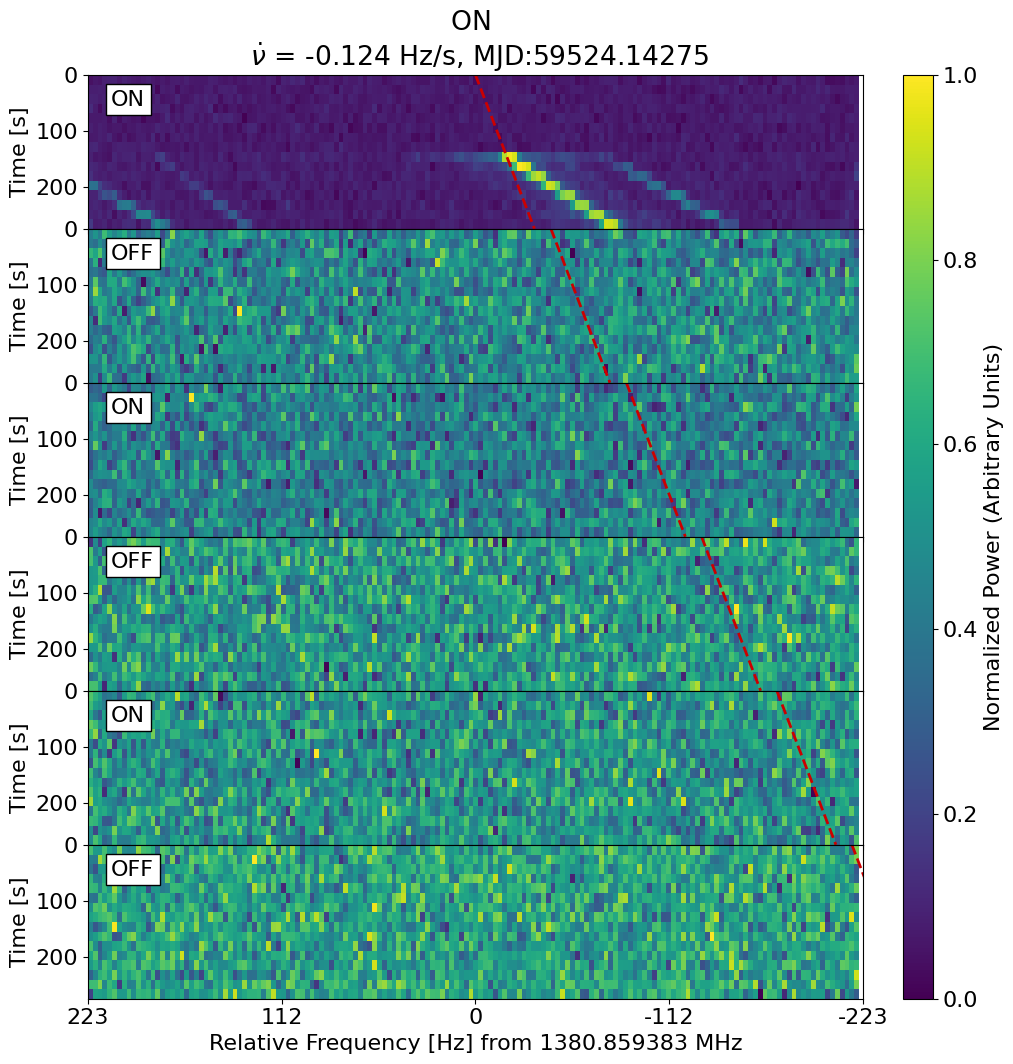 ON
ν̇ = -0.124 Hz/s, MJD:59524.14275
0
ON
100
Time [s]
200
0
OFF
100
Time [s]
200
0
ON
100
Time [s]
200
0
OFF
100
Time [s]
200
0
ON
100
Time [s]
200
0
OFF
100
Time [s]
200
223 112 0 -112 -223
Relative Frequency [Hz] from 1380.859383 MHz
1.0
0.8
0.6
0.4
0.2
0.0
Normalized Power (Arbitrary Units)